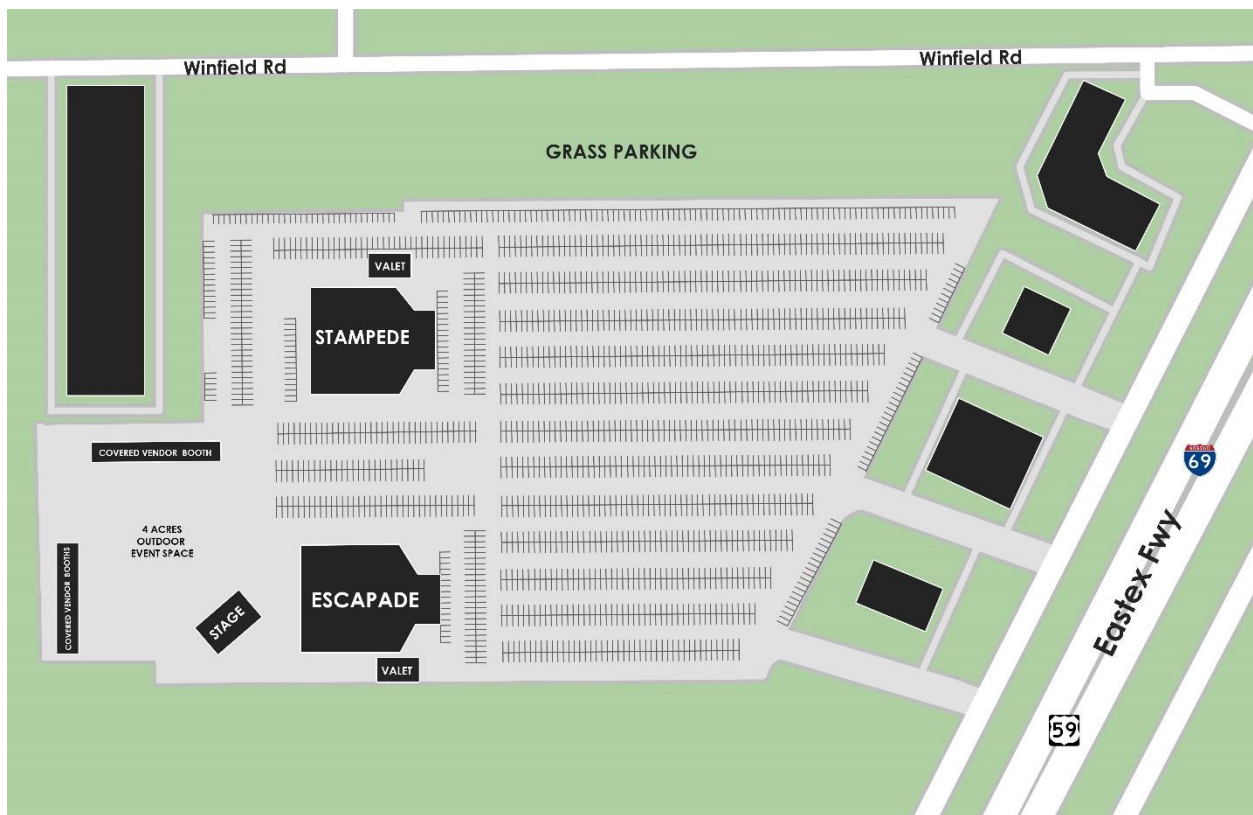 Winfield Rd
Winfield Rd
GRASS PARKING
VALET
STAMPEDE
COVERED VENDOR BOOTH
69
4 ACRES
OUTDOOR
EVENT SPACE
COVERED VENDOR BOOTHS
ESCAPADE
STAGE
Eastex Fwy
VALET
59